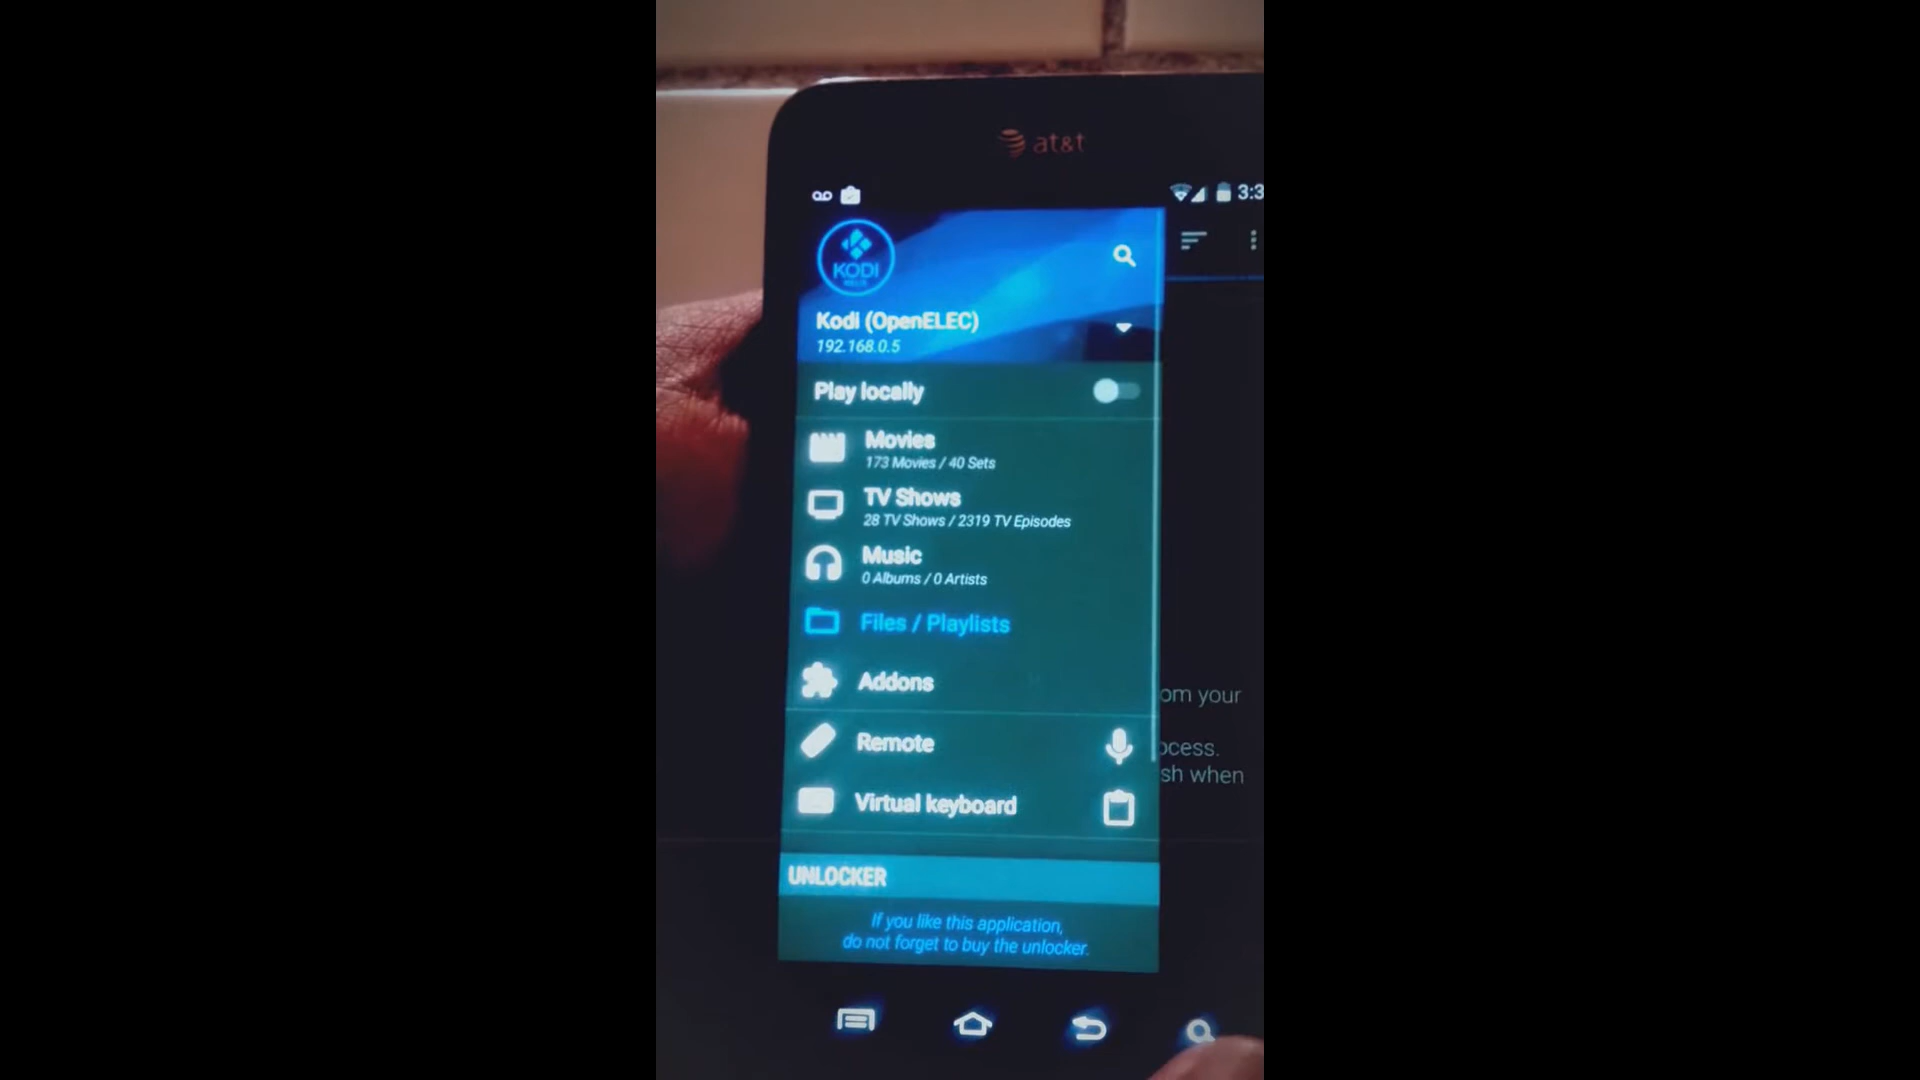 at&t
3:3
KODI
Kodi (OpenELEC)
192.168.0.5
Play locally
Movies
173 Movies / 40 Sets
TV Shows
28 TV Shows / 2319 TV Episodes
Music
0 Albums / 0 Artists
Files / Playlists
Addons
om your
Remote
ocess.
sh when
Virtual keyboard
UNLOCKER
If you like this application,
do not forget to buy the unlocker.